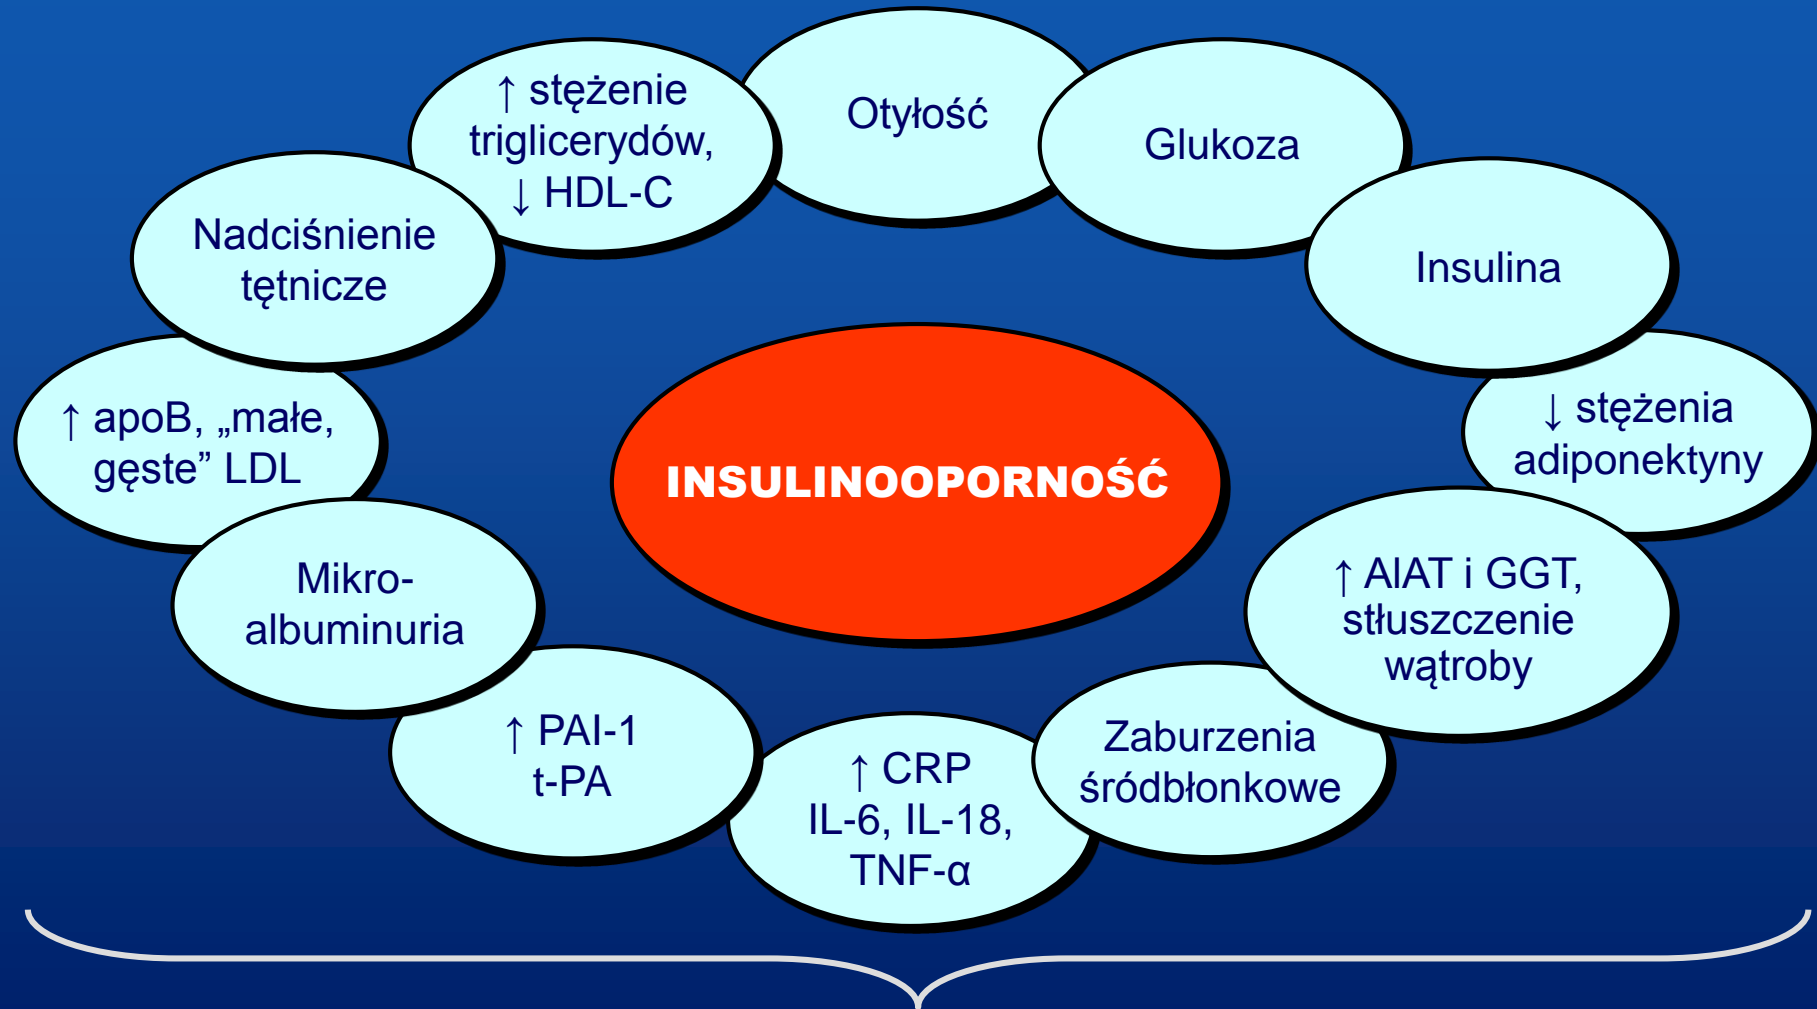 ↑ stężenie
triglicerydów,
↓ HDL-C
Otyłość
Glukoza
Nadciśnienie
tętnicze
Insulina
↑ apoB, „małe,
gęste” LDL
INSULINOOPORNOŚĆ
↓ stężenia
adiponektyny
Mikro-
albuminuria
↑ AlAT i GGT,
stłuszczenie
wątroby
↑ PAI-1
t-PA
↑ CRP
IL-6, IL-18,
TNF-α
Zaburzenia
śródbłonkowe